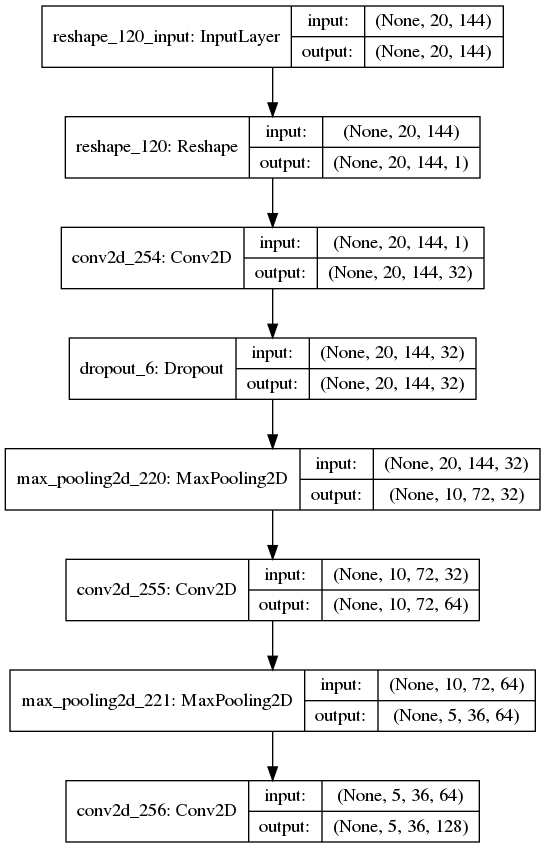 reshape_120_input: InputLayer
input: (None, 20, 144)
output: (None, 20, 144)
reshape_120: Reshape
input: (None, 20, 144)
output: (None, 20, 144, 1)
conv2d_254: Conv2D
input: (None, 20, 144, 1)
output: (None, 20, 144, 32)
dropout_6: Dropout
input: (None, 20, 144, 32)
output: (None, 20, 144, 32)
max_pooling2d_220: MaxPooling2D
input: (None, 20, 144, 32)
output: (None, 10, 72, 32)
conv2d_255: Conv2D
input: (None, 10, 72, 32)
output: (None, 10, 72, 64)
max_pooling2d_221: MaxPooling2D
input: (None, 10, 72, 64)
output: (None, 5, 36, 64)
conv2d_256: Conv2D
input: (None, 5, 36, 64)
output: (None, 5, 36, 128)